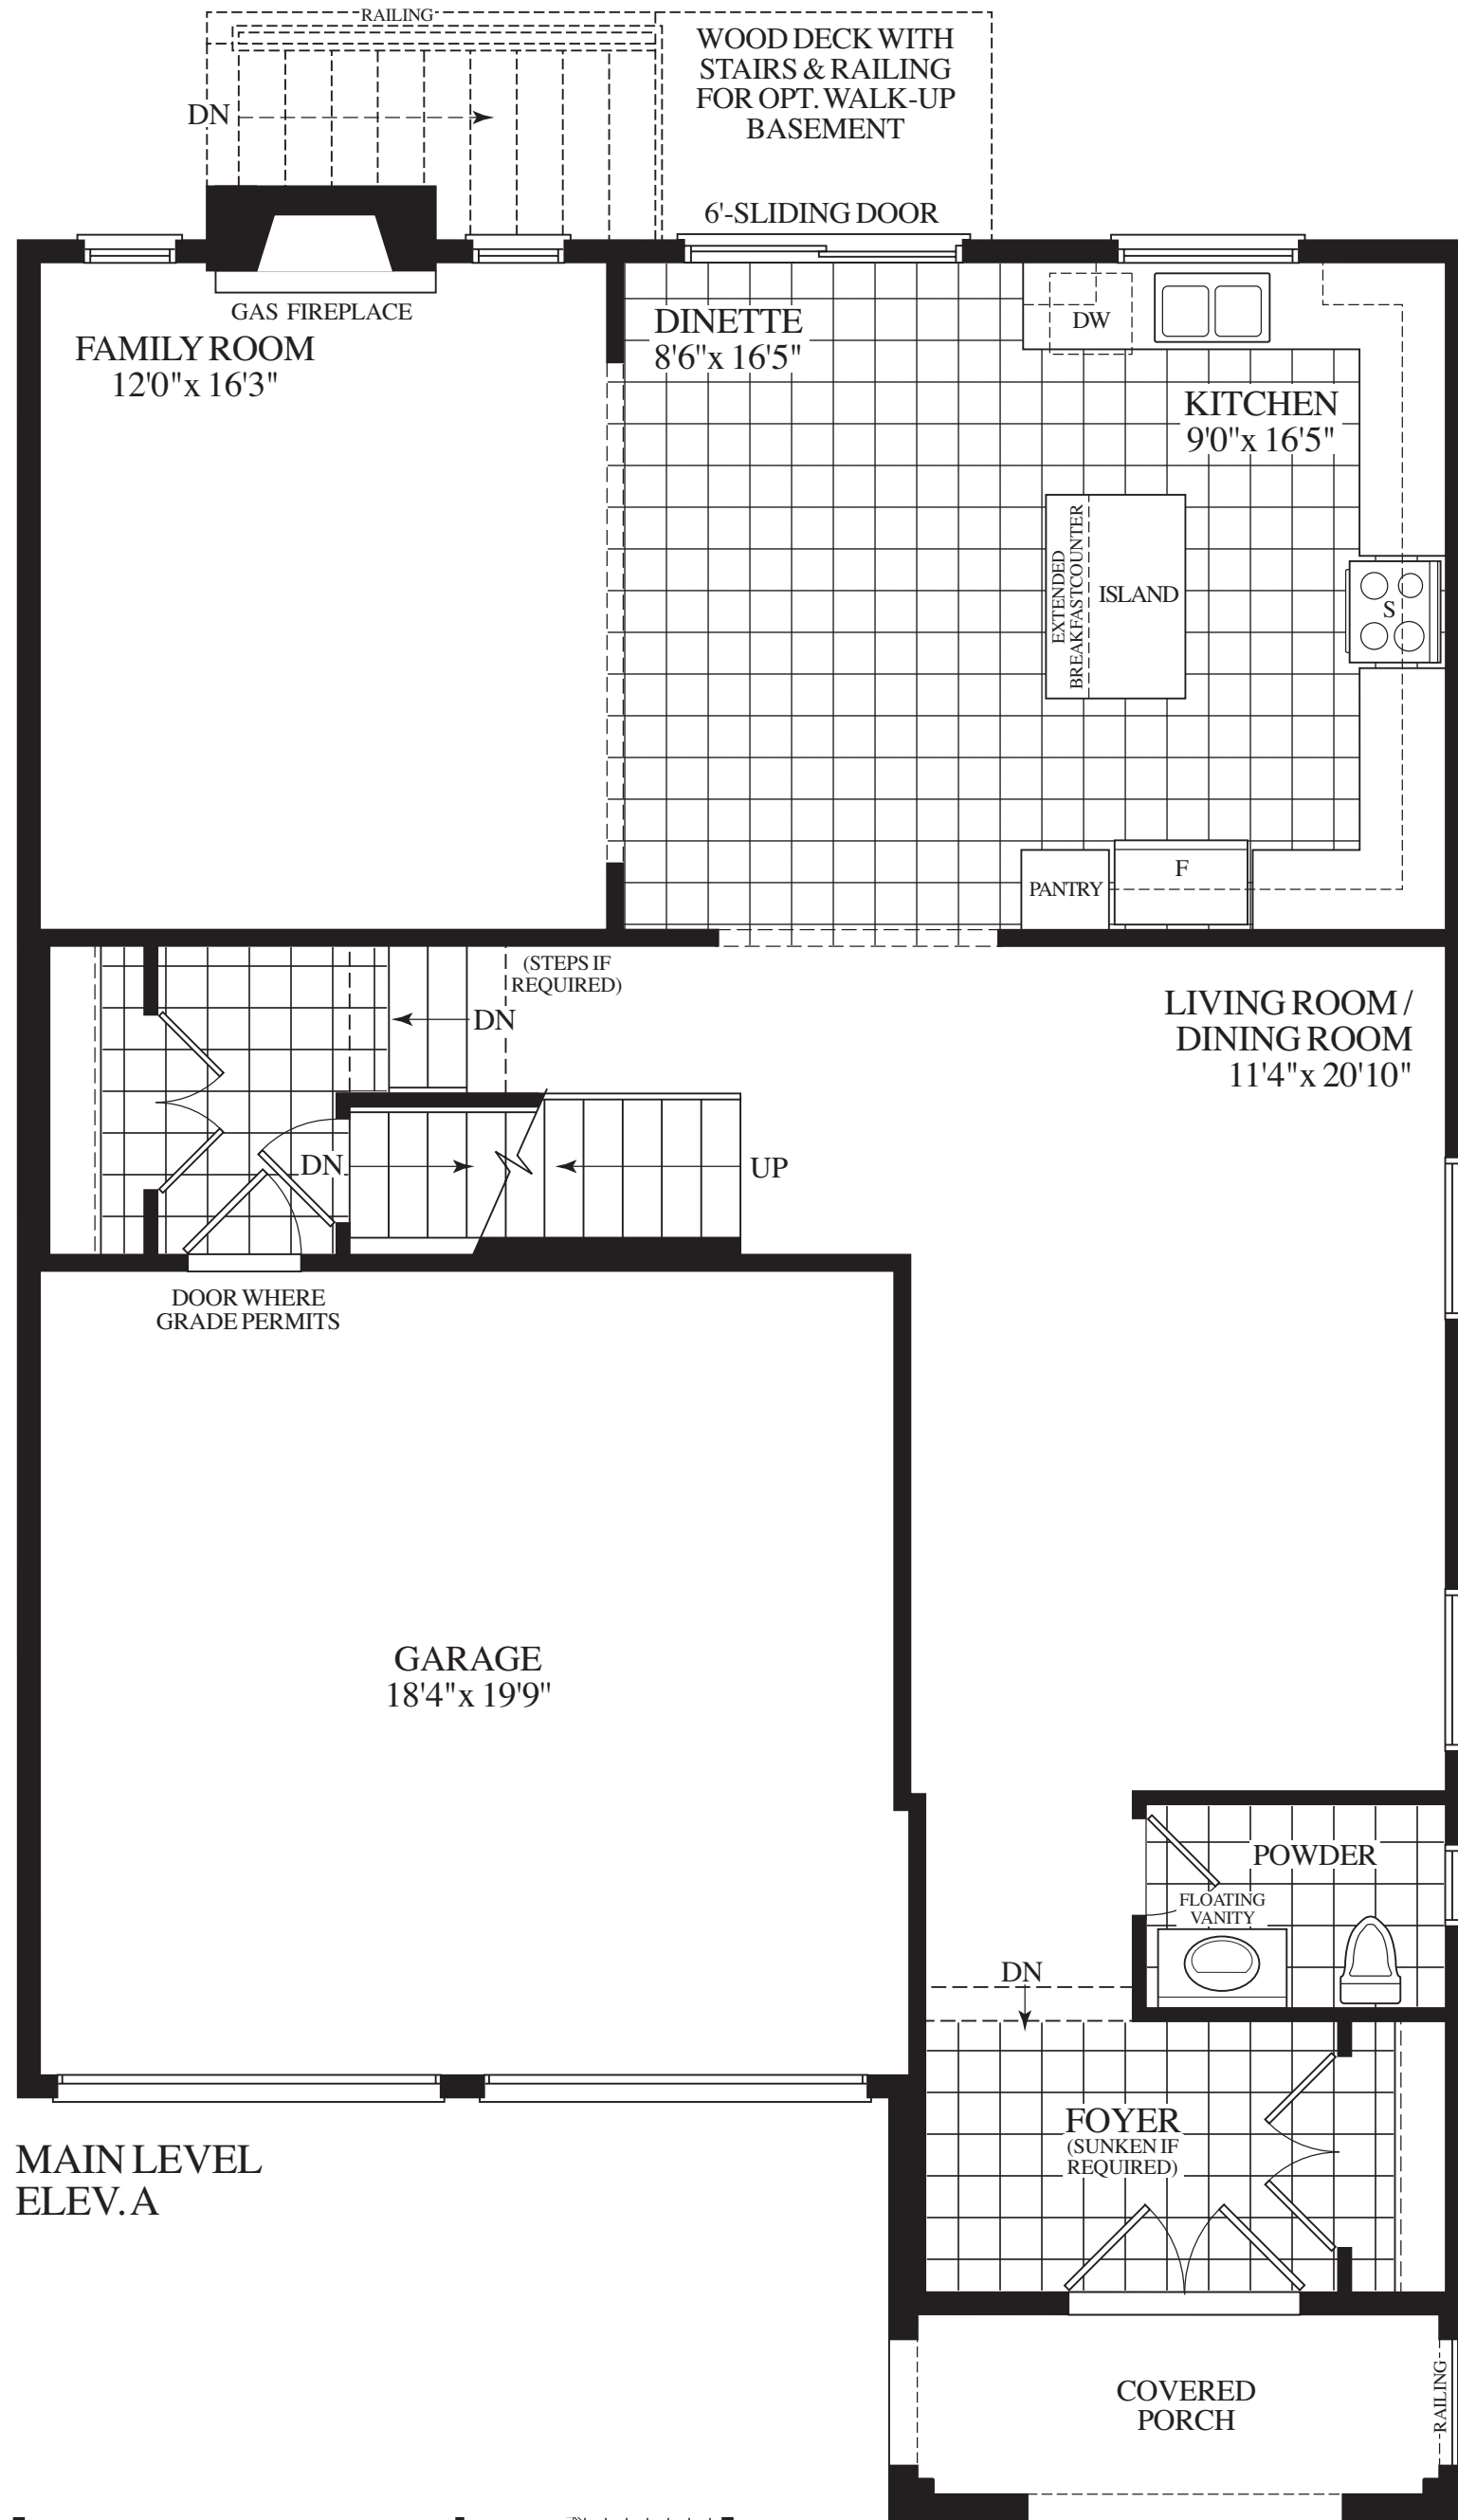 RAILING
WOOD DECK WITH
STAIRS & RAILING
FOR OPT. WALK-UP
BASEMENT
DN
6'-SLIDING DOOR
GAS FIREPLACE
FAMILY ROOM
12'0"x 16'3"
DINETTE
8'6"x 16'5"
DW
KITCHEN
9'0"x 16'5"
EXTENDED
BREAKFASTCOUNTER
ISLAND
S
PANTRY
F
(STEPS IF
REQUIRED)
DN
LIVING ROOM /
DINING ROOM
11'4"x 20'10"
DN
UP
DOOR WHERE
GRADE PERMITS
GARAGE
18'4"x 19'9"
POWDER
FLOATING
VANITY
DN
FOYER
(SUNKEN IF
REQUIRED)
MAIN LEVEL
ELEV. A
COVERED
PORCH
RAILING